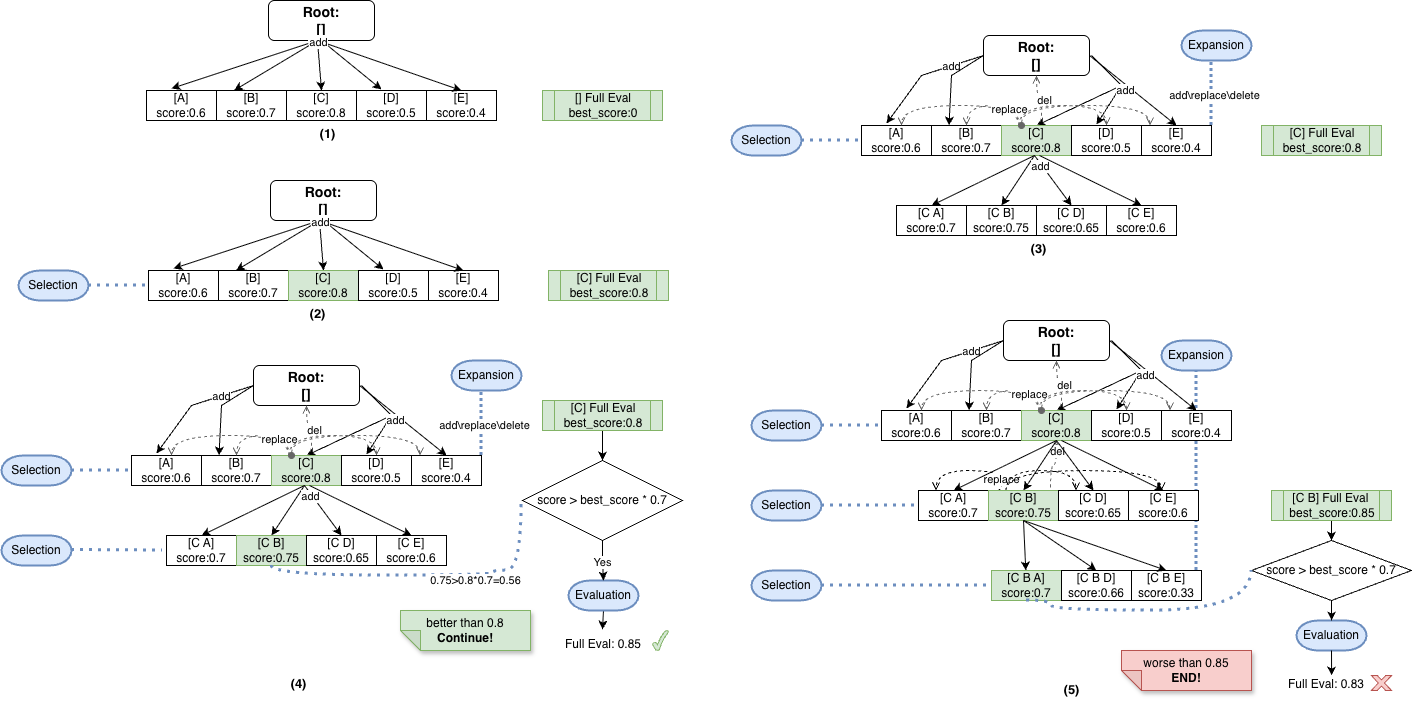 Root:
[]
add
[A]
score:0.6
[B]
score:0.7
[C]
score:0.8
[D]
score:0.5
[E]
score:0.4
[] Full Eval
best_score:0
(1)
Root:
[]
add
Selection
[A]
score:0.6
[B]
score:0.7
[C]
score:0.8
[D]
score:0.5
[E]
score:0.4
[C] Full Eval
best_score:0.8
(2)
Root:
[]
Expansion
add
del
add
replace
add\replace\delete
Selection
[A]
score:0.6
[B]
score:0.7
[C]
score:0.8
[D]
score:0.5
[E]
score:0.4
[C] Full Eval
best_score:0.8
add
[C A]
score:0.7
[C B]
score:0.75
[C D]
score:0.65
[C E]
score:0.6
(3)
Root:
[]
Expansion
add
add
del
replace
add\replace\delete
Selection
[A]
score:0.6
[B]
score:0.7
[C]
score:0.8
[D]
score:0.5
[E]
score:0.4
add
Selection
[C A]
score:0.7
[C B]
score:0.75
[C D]
score:0.65
[C E]
score:0.6
0.75>0.8*0.7=0.56
[C] Full Eval
best_score:0.8
score > best_score * 0.7
Yes
Evaluation
Full Eval: 0.85
better than 0.8
Continue!
(4)
Root:
[]
Expansion
add
add
del
replace
Selection
[A]
score:0.6
[B]
score:0.7
[C]
score:0.8
[D]
score:0.5
[E]
score:0.4
del
replace
Selection
[C A]
score:0.7
[C B]
score:0.75
[C D]
score:0.65
[C E]
score:0.6
Selection
[C B A]
score:0.7
[C B D]
score:0.66
[C B E]
score:0.33
[C B] Full Eval
best_score:0.85
score > best_score * 0.7
Evaluation
Full Eval: 0.83
worse than 0.85
END!
(5)